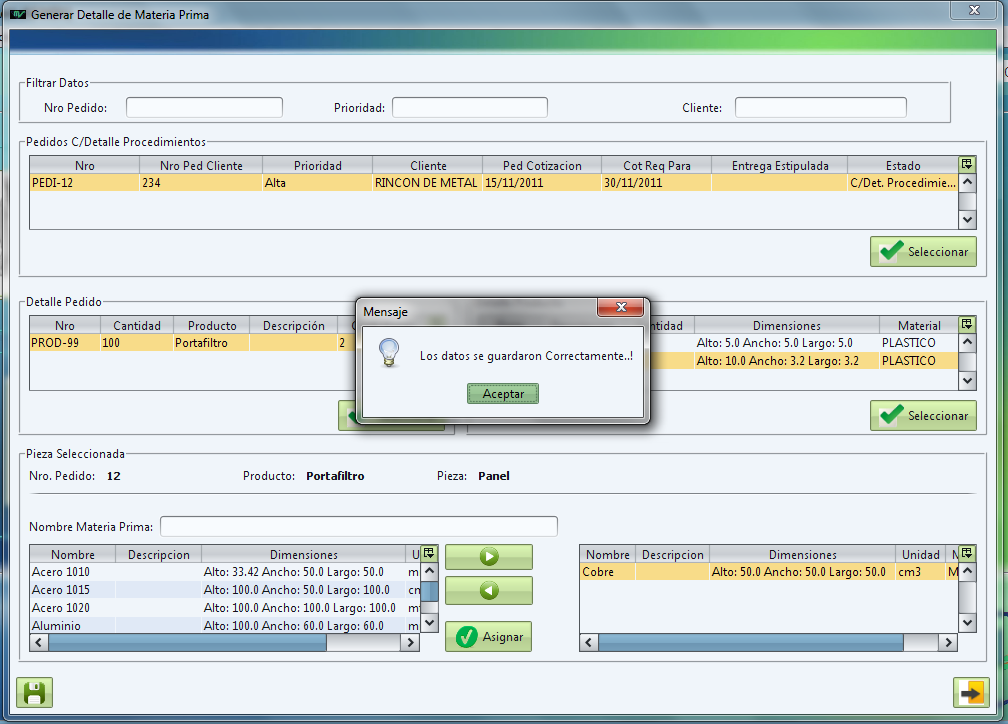 Generar Detalle de Materia Prima
Filtrar Datos
Nro Pedido: Prioridad: Cliente:
Pedidos C/Detalle Procedimientos
Nro Nro Ped Cliente Prioridad Cliente Ped Cotizacion Cot Req Para Entrega Estipulada Estado
PEDI-12 234 Alta RINCON DE METAL 15/11/2011 30/11/2011 C/Det. Procedimie...
Seleccionar
Detalle Pedido
Nro Cantidad Producto Descripción
PROD-99 100 Portafiltro 2
Mensaje
Los datos se guardaron Correctamente..!
Aceptar
ntidad Dimensiones Material
Alto: 5.0 Ancho: 5.0 Largo: 5.0 PLASTICO
Alto: 10.0 Ancho: 3.2 Largo: 3.2 PLASTICO
Seleccionar
Pieza Seleccionada
Nro. Pedido: 12 Producto: Portafiltro Pieza: Panel
Nombre Materia Prima:
Nombre Descripcion Dimensiones U
Acero 1010 Alto: 33.42 Ancho: 50.0 Largo: 50.0 m
Acero 1015 Alto: 100.0 Ancho: 50.0 Largo: 100.0 cm
Acero 1020 Alto: 100.0 Ancho: 100.0 Largo: 100.0 m
Aluminio Alto: 100.0 Ancho: 60.0 Largo: 60.0 m
Asignar
Nombre Descripcion Dimensiones Unidad
Cobre Alto: 50.0 Ancho: 50.0 Largo: 50.0 cm3 M